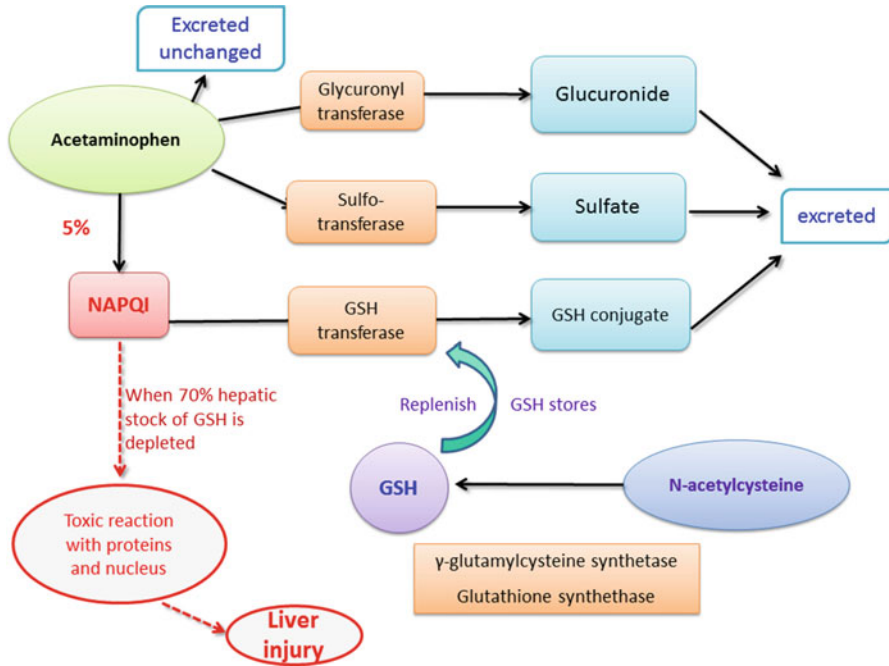 Excreted
unchanged
Acetaminophen
Glycuronyl
transferase
Glucuronide
Sulfo-
transferase
Sulfate
excreted
5%
NAPQI
GSH
transferase
GSH conjugate
When 70% hepatic
stock of GSH is
depleted
Replenish GSH stores
GSH
N-acetylcysteine
Toxic reaction
with proteins
and nucleus
γ-glutamylcysteine synthetase
Glutathione synthethase
Liver
injury